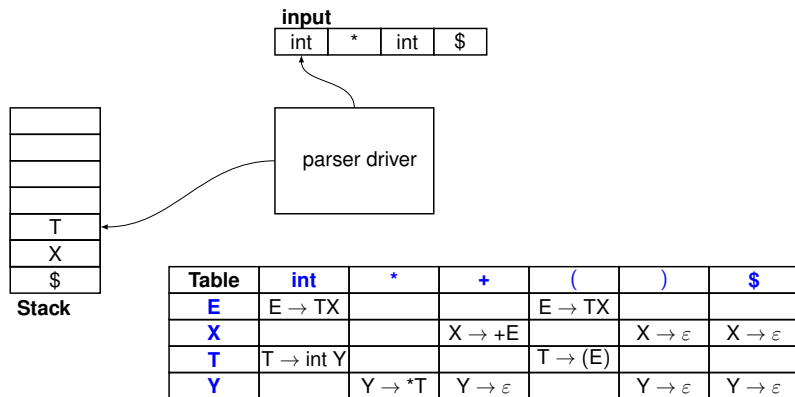 input
int * int $
parser driver
T
X
$
Stack
Table int * + ( ) $
E E → TX E → TX
X X → +E X → ε X → ε
T T → int Y T → (E)
Y Y → *T Y → ε Y → ε Y → ε